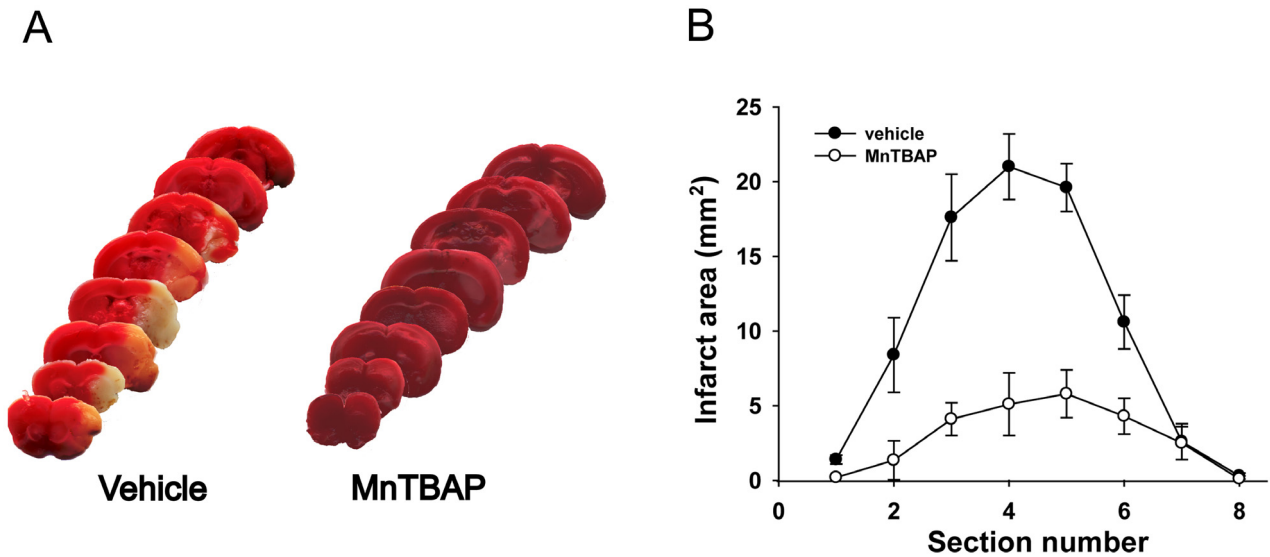 A
B
Vehicle
MnTBAP
vehicle
MnTBAP
Infarct area (mm²)
25
20
15
10
5
0
0 2 4 6 8
Section number